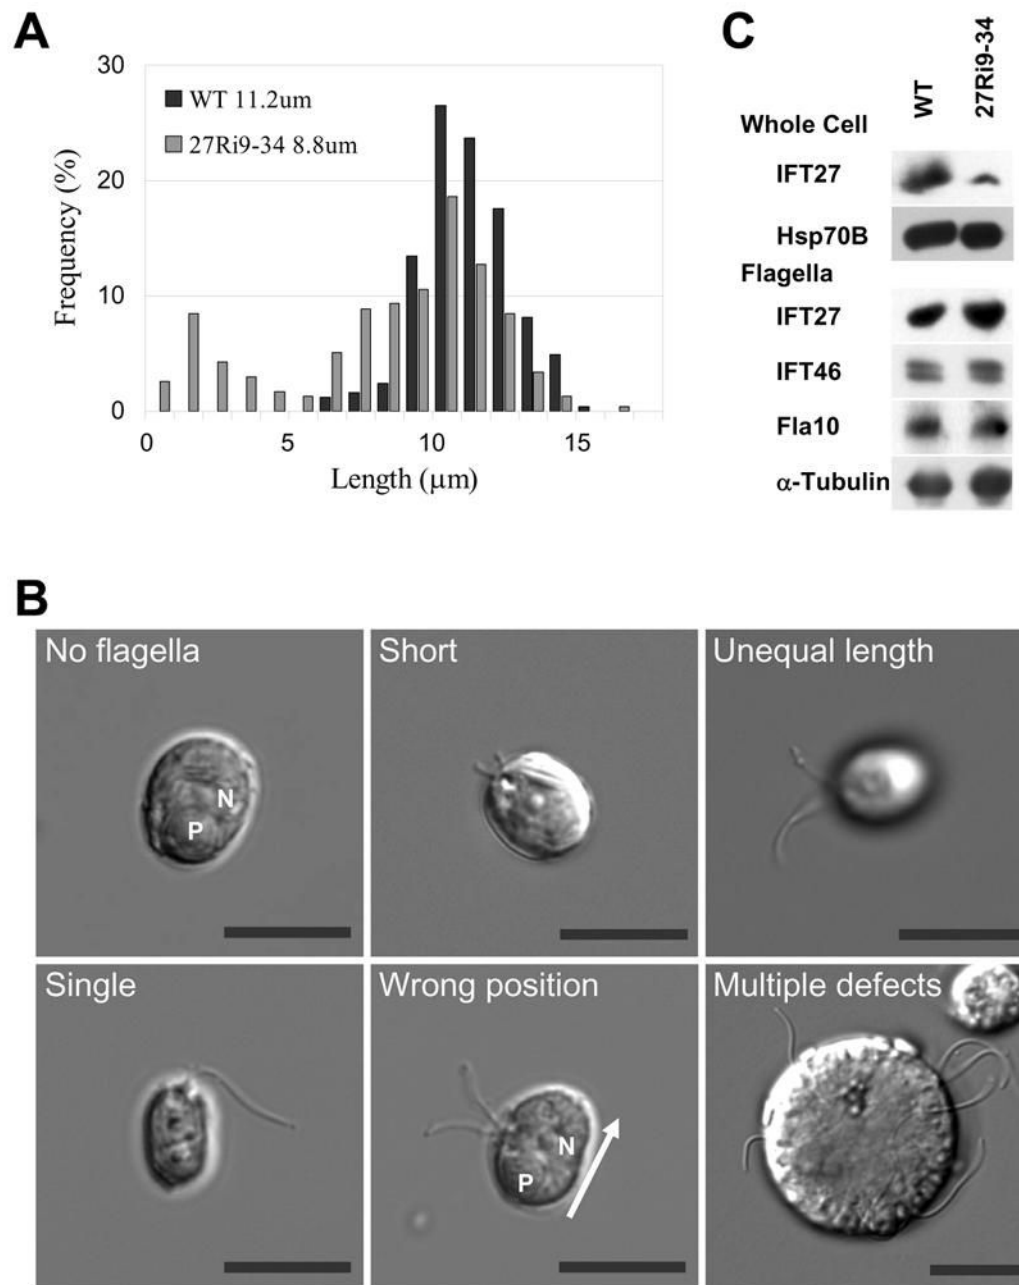 A
30
20
10
0
Frequency (%)
WT 11.2um
27Ri9-34 8.8um
0 5 10 15
Length (μm)
C
WT 27Ri9-34
Whole Cell
IFT27
Hsp70B
Flagella
IFT27
IFT46
Fla10
α-Tubulin
B
No flagella
N
P
Short
Unequal length
Single
Wrong position
N
P
Multiple defects